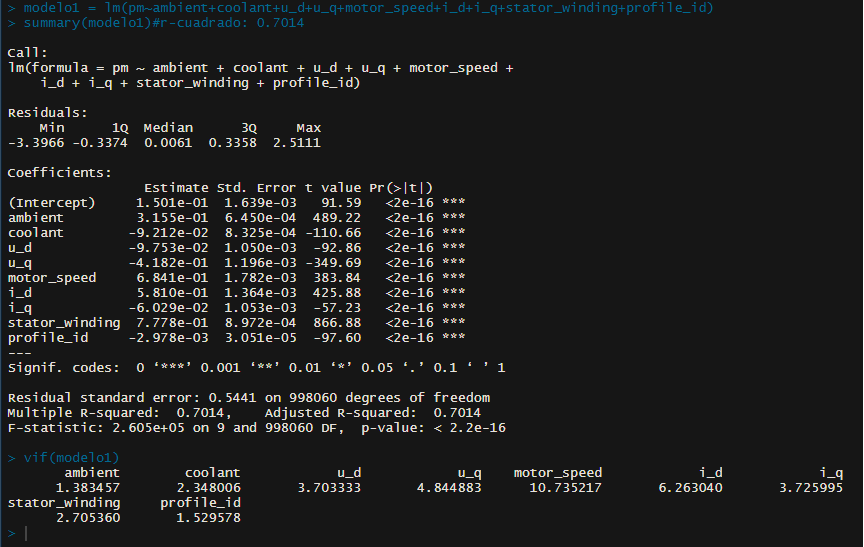 > modelo1 = lm(pm~ambient+coolant+u_d+u_q+motor_speed+i_d+i_q+stator_winding+profile_id)
> summary(modelo1)#r-cuadrado: 0.7014
Call:
lm(formula = pm ~ ambient + coolant + u_d + u_q + motor_speed +
    i_d + i_q + stator_winding + profile_id)
Residuals:
    Min      1Q  Median      3Q     Max
-3.3966 -0.3374  0.0061  0.3358  2.5111
Coefficients:
                 Estimate Std. Error t value Pr(>|t|)
(Intercept)     1.501e-01  1.639e-03   91.59   <2e-16 ***
ambient         3.155e-01  6.450e-04  489.22   <2e-16 ***
coolant        -9.212e-02  8.325e-04 -110.66   <2e-16 ***
u_d            -9.753e-02  1.050e-03  -92.86   <2e-16 ***
u_q            -4.182e-01  1.196e-03 -349.69   <2e-16 ***
motor_speed     6.841e-01  1.782e-03  383.84   <2e-16 ***
i_d             5.810e-01  1.364e-03  425.88   <2e-16 ***
i_q            -6.029e-02  1.053e-03  -57.23   <2e-16 ***
stator_winding  7.778e-01  8.972e-04  866.88   <2e-16 ***
profile_id     -2.978e-03  3.051e-05  -97.60   <2e-16 ***
---
Signif. codes:  0 ‘***’ 0.001 ‘**’ 0.01 ‘*’ 0.05 ‘.’ 0.1 ‘ ’ 1
Residual standard error: 0.5441 on 998060 degrees of freedom
Multiple R-squared:  0.7014,    Adjusted R-squared:  0.7014
F-statistic: 2.605e+05 on 9 and 998060 DF,  p-value: < 2.2e-16
> vif(modelo1)
       ambient        coolant            u_d            u_q    motor_speed            i_d            i_q
      1.383457       2.348006       3.703333       4.844883      10.735217       6.263040       3.725995
stator_winding     profile_id
      2.705360       1.529578
>